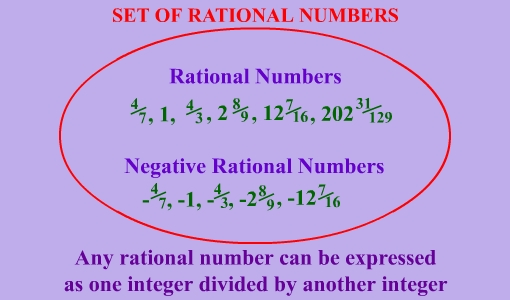 SET OF RATIONAL NUMBERS
Rational Numbers
4/7, 1, 4/3, 2 8/9, 12 7/16, 202 31/129
Negative Rational Numbers
-4/7, -1, -4/3, -2 8/9, -12 7/16
Any rational number can be expressed
as one integer divided by another integer